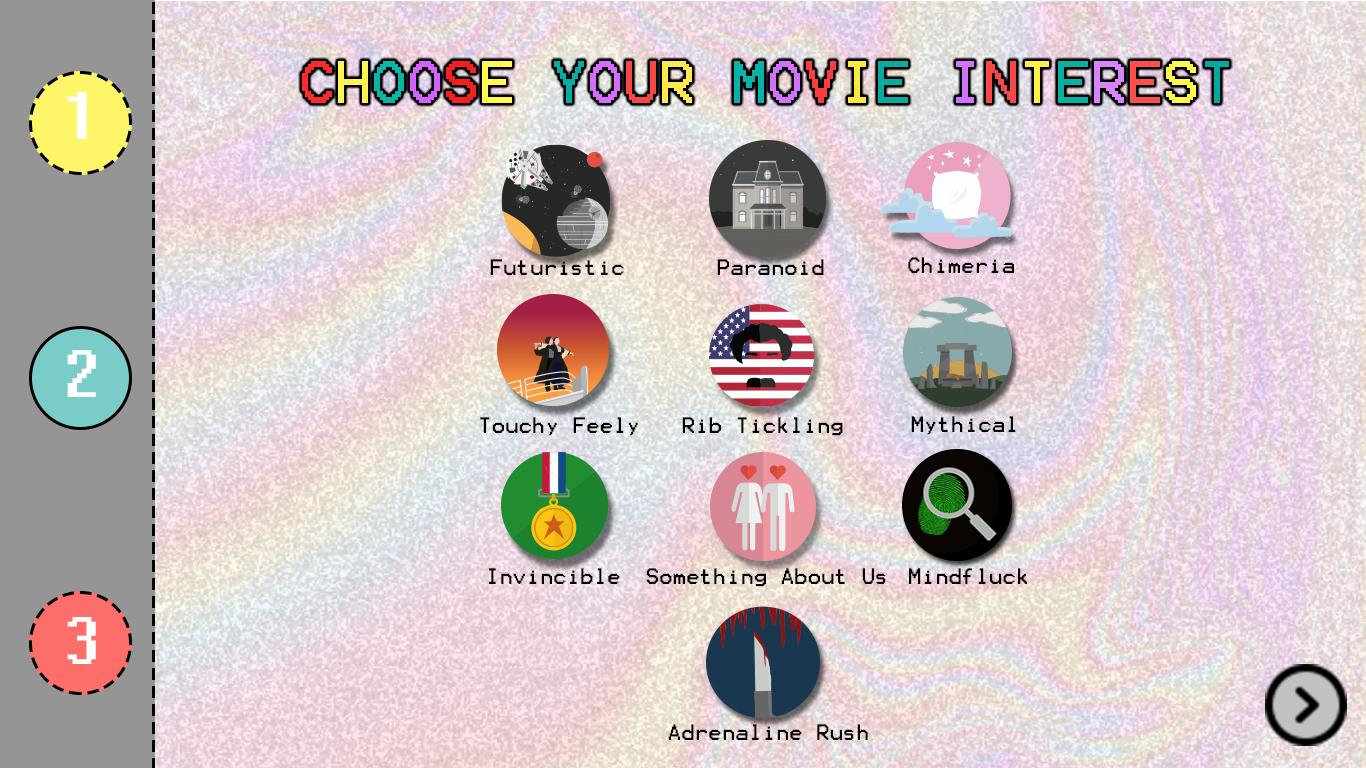 CHOOSE YOUR MOVIE INTEREST
1
2
3
Futuristic
Paranoid
Chimeria
Touchy Feely
Rib Tickling
Mythical
Invincible
Something About Us
Mindfluck
Adrenaline Rush